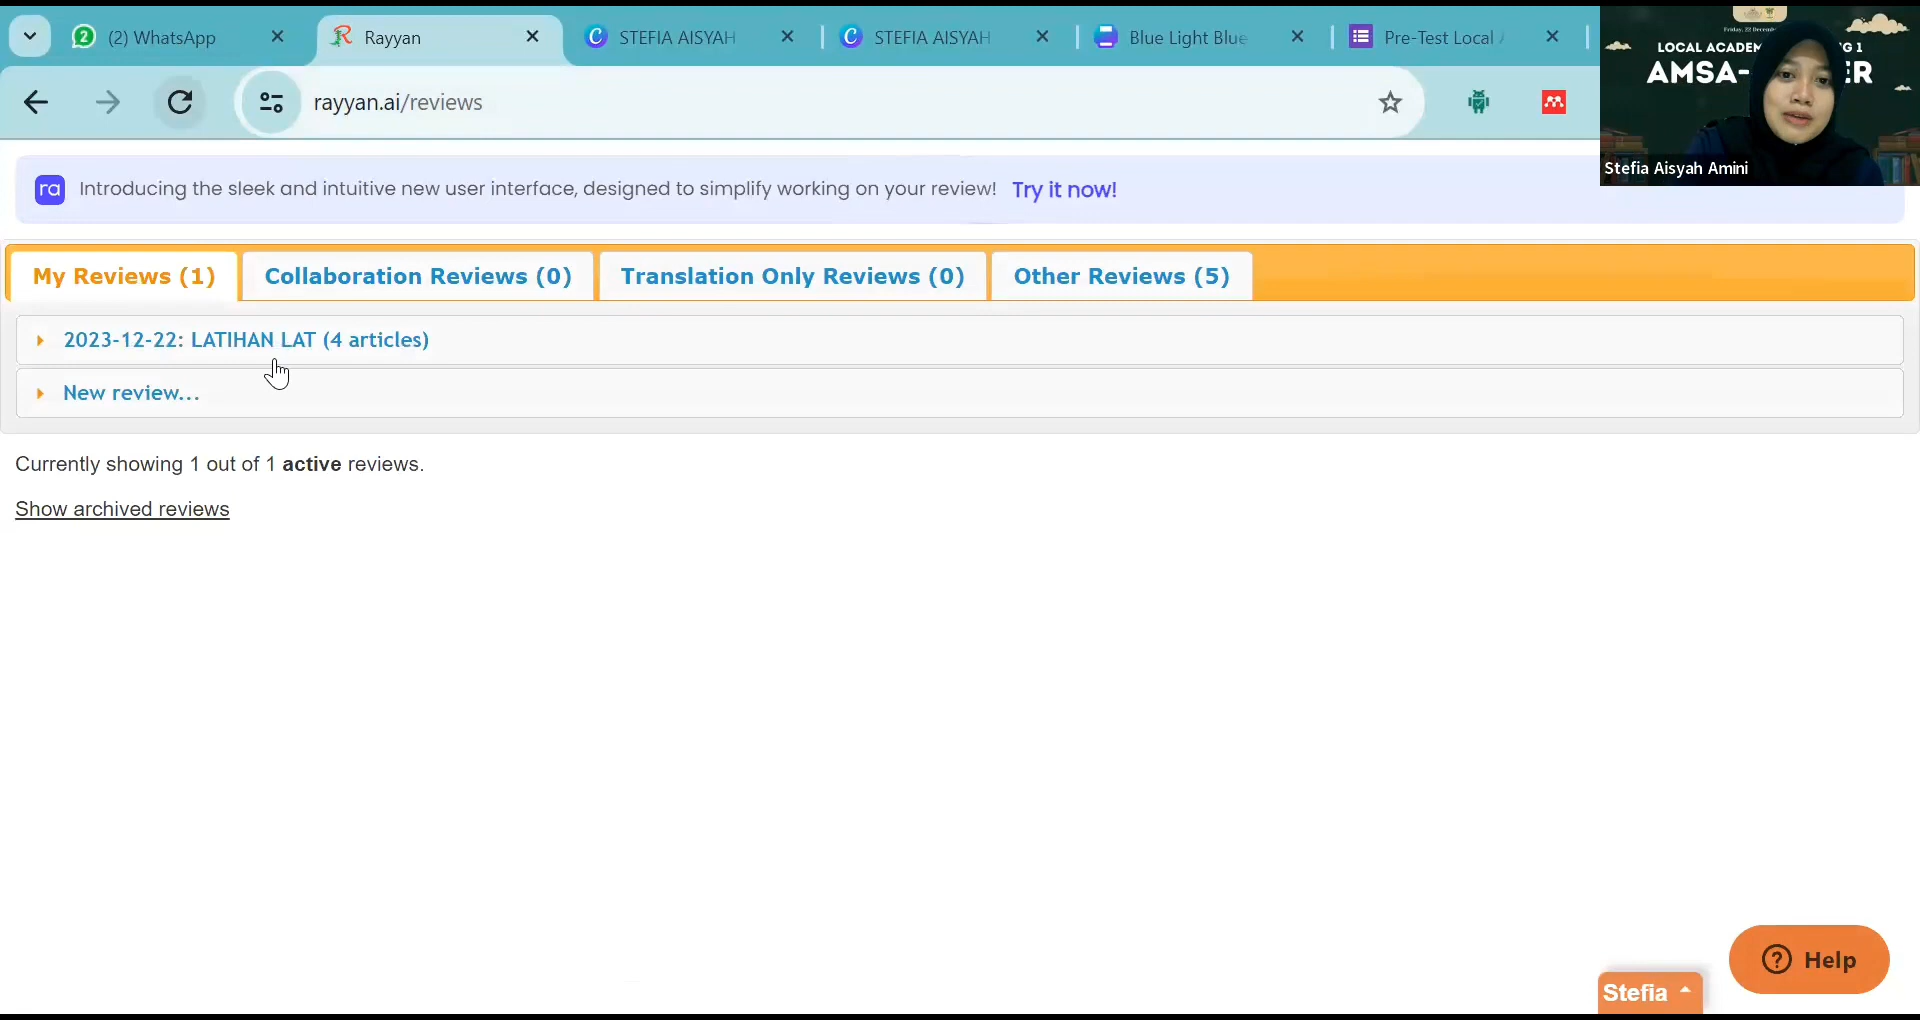 (2) WhatsApp
Rayyan
STEFIA AISYAH
STEFIA AISYAH
Blue Light Blue
Pre-Test Local
rayyan.ai/reviews
LOCAL ACADEM G 1
AMSA- ER
Stefia Aisyah Amini
ra Introducing the sleek and intuitive new user interface, designed to simplify working on your review! Try it now!
My Reviews (1)
Collaboration Reviews (0)
Translation Only Reviews (0)
Other Reviews (5)
2023-12-22: LATIHAN LAT (4 articles)
New review...
Currently showing 1 out of 1 active reviews.
Show archived reviews
? Help
Stefia